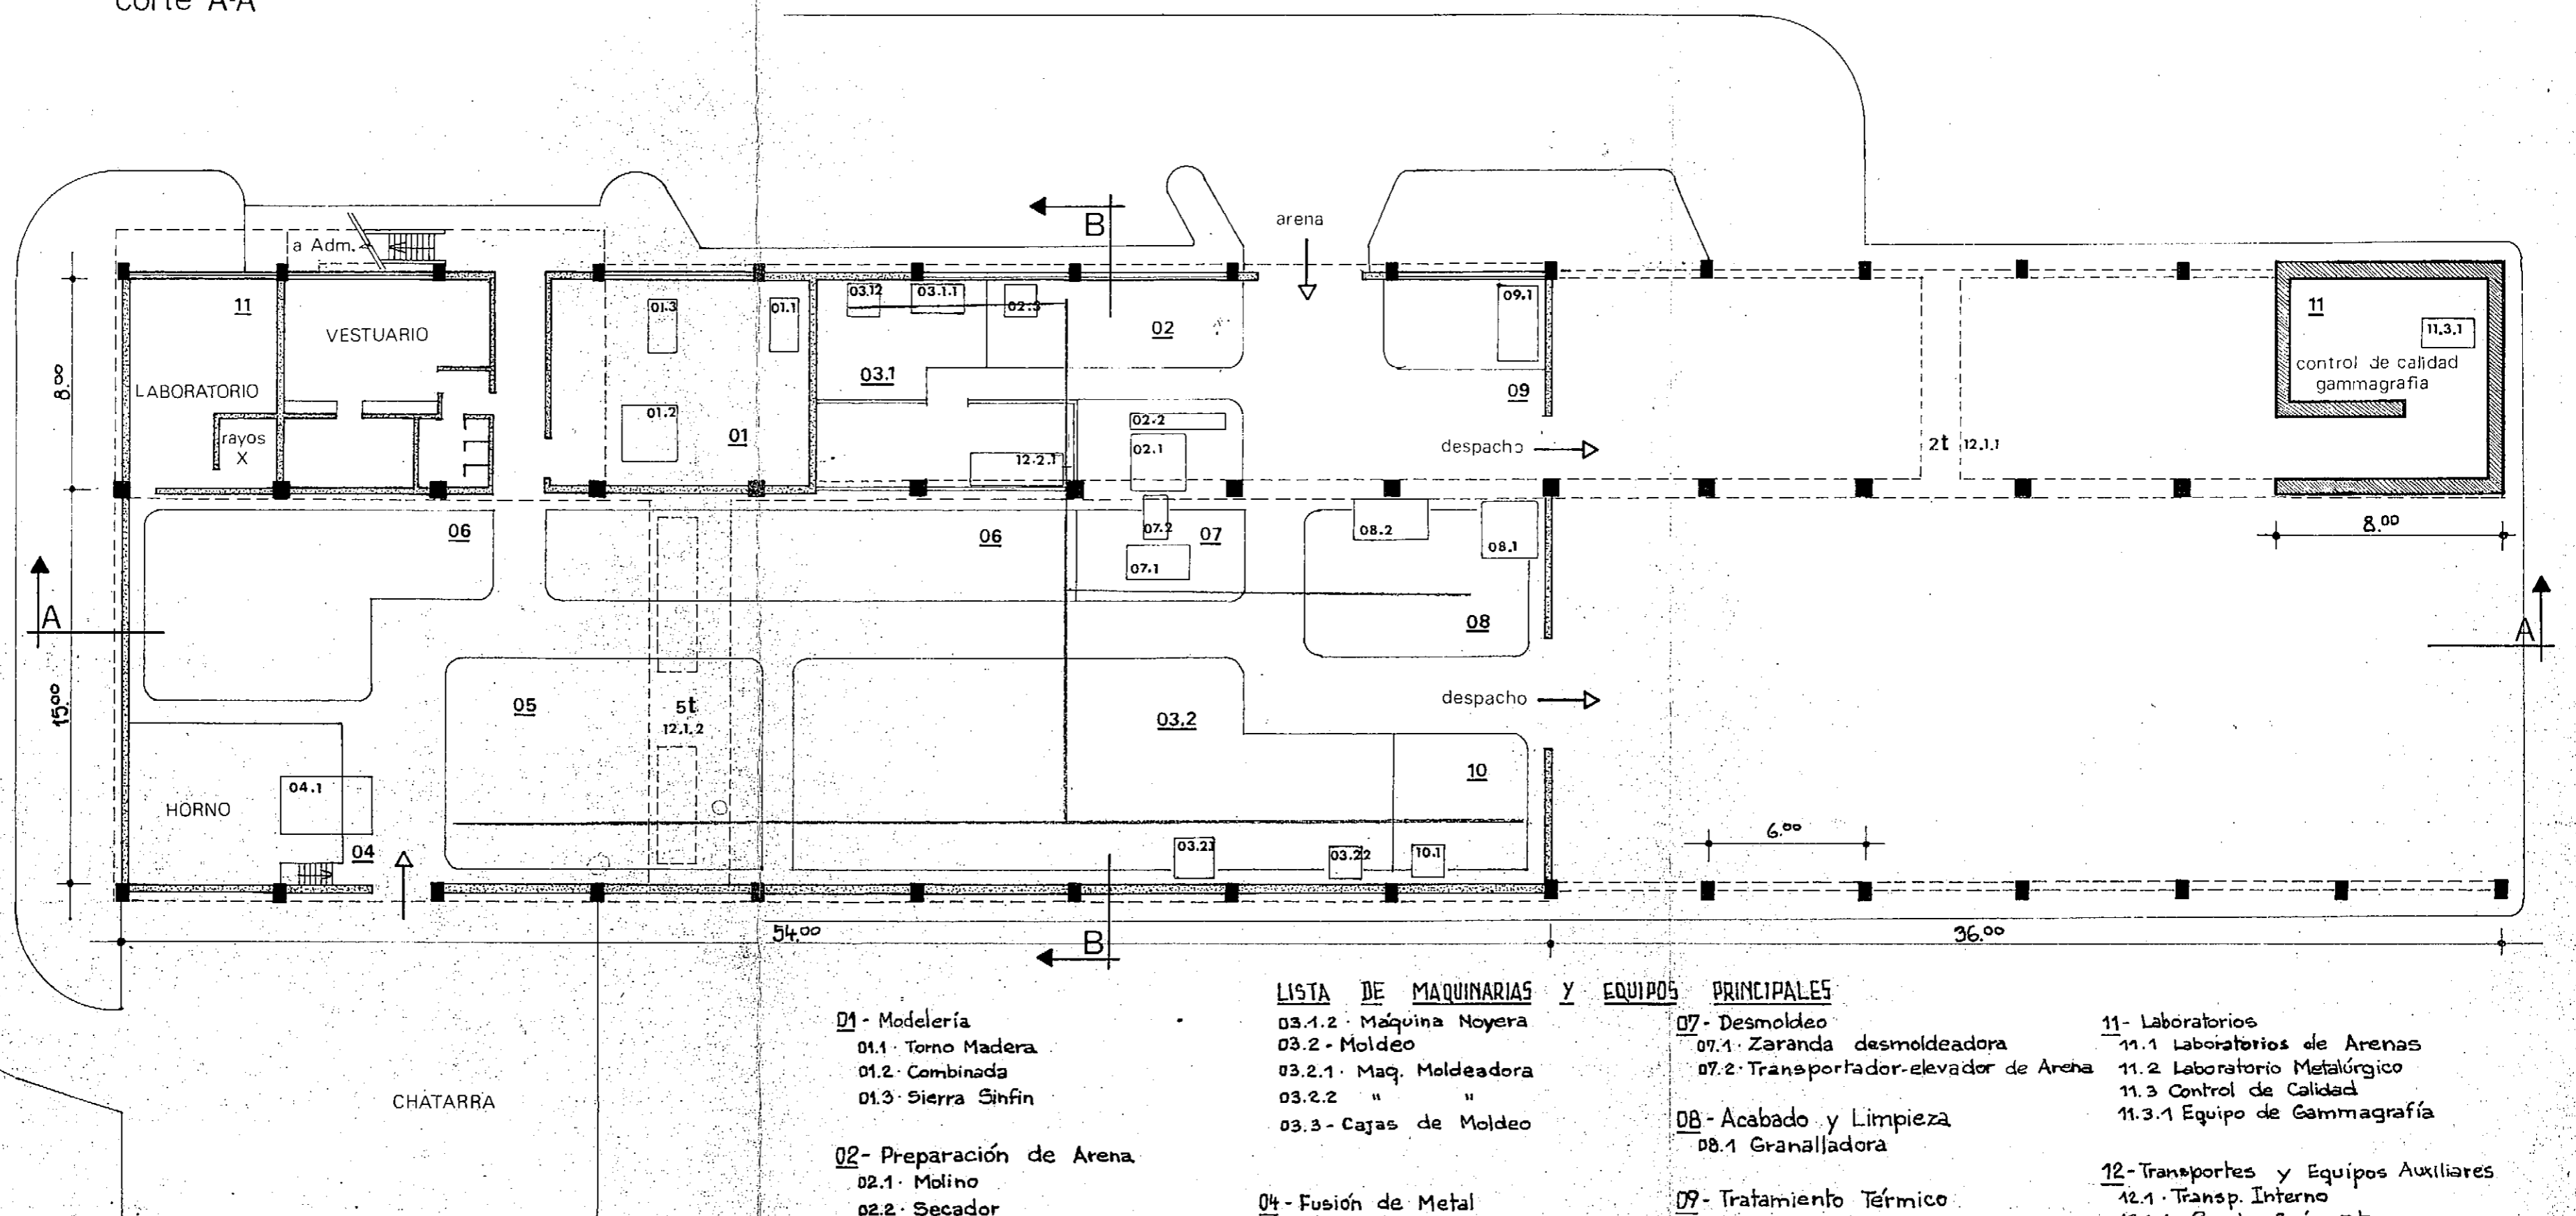 corte A-A
B
arena
a Adm.
11
VESTUARIO
LABORATORIO
rayos
X
8.00
01.3
01.1
01.2
01
03.12
03.1.1
02.3
02
03.1
12.2.1
02.2
02.1
09.1
09
despacho
2t
12.1.1
11
11.3.1
control de calidad
gammagrafia
8.00
06
06
07.2
07
07.1
08.2
08.1
08
A
A
15.00
05
5t
12.1.2
03.2
despacho
10
HORNO
04.1
04
03.21
03.22
10.1
6.00
54.00
B
36.00
CHATARRA
LISTA DE MAQUINARIAS Y EQUIPOS PRINCIPALES
01- Modelería
01.1· Torno Madera
01.2· Combinada
01.3· Sierra Sinfin
02- Preparación de Arena
02.1· Molino
02.2· Secador
03.1.2· Máquina Noyera
03.2- Moldeo
03.2.1· Maq. Moldeadora
03.2.2 " "
03.3- Cajas de Moldeo
04- Fusión de Metal
07- Desmoldeo
07.1· Zaranda desmoldeadora
07.2· Transportador-elevador de Arena
08- Acabado y Limpieza
08.1 Granalladora
09- Tratamiento Térmico
11- Laboratorios
11.1 Laboratorios de Arenas
11.2 Laboratorio Metalúrgico
11.3 Control de Calidad
11.3.1 Equipo de Gammagrafía
12- Transportes y Equipos Auxiliares
12.1· Transp. Interno